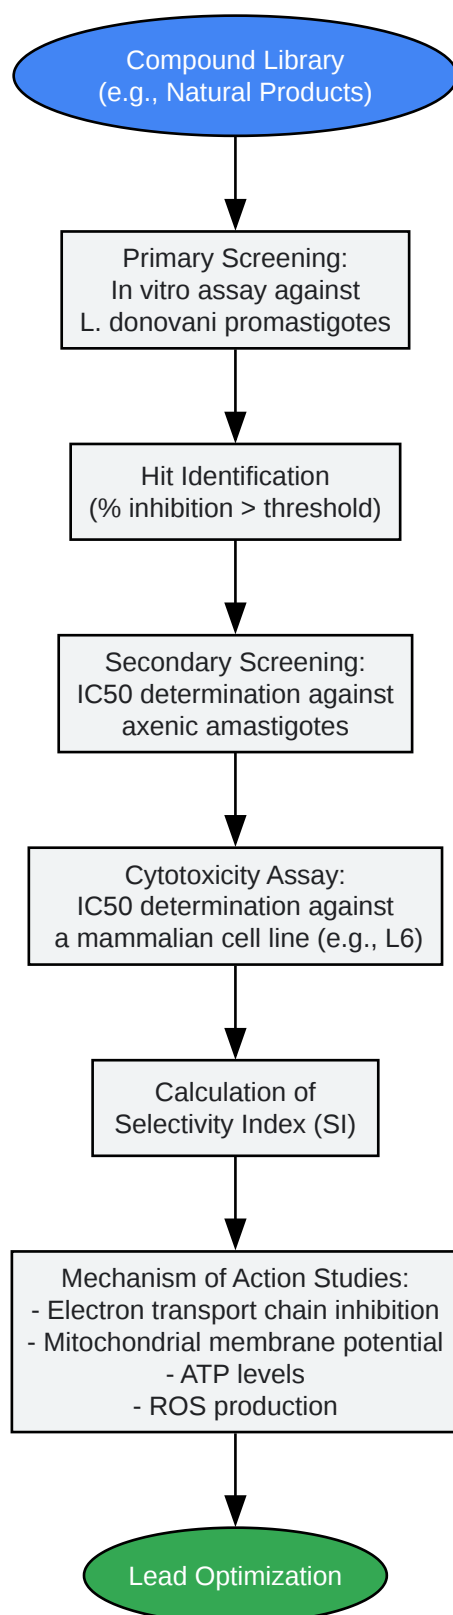 Compound Library
(e.g., Natural Products)
Primary Screening:
In vitro assay against
L. donovani promastigotes
Hit Identification
(% inhibition > threshold)
Secondary Screening:
IC50 determination against
axenic amastigotes
Cytotoxicity Assay:
IC50 determination against
a mammalian cell line (e.g., L6)
Calculation of
Selectivity Index (SI)
Mechanism of Action Studies:
- Electron transport chain inhibition
- Mitochondrial membrane potential
- ATP levels
- ROS production
Lead Optimization